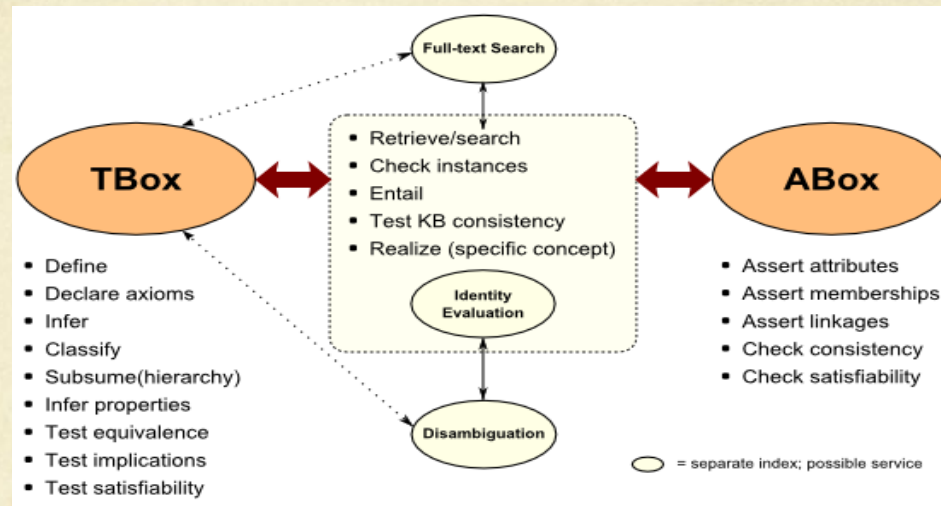 Full-text Search
TBox
▪ Retrieve/search
▪ Check instances
▪ Entail
▪ Test KB consistency
▪ Realize (specific concept)
Identity
Evaluation
ABox
▪ Define
▪ Declare axioms
▪ Infer
▪ Classify
▪ Subsume(hierarchy)
▪ Infer properties
▪ Test equivalence
▪ Test implications
▪ Test satisfiability
▪ Assert attributes
▪ Assert memberships
▪ Assert linkages
▪ Check consistency
▪ Check satisfiability
Disambiguation
= separate index; possible service